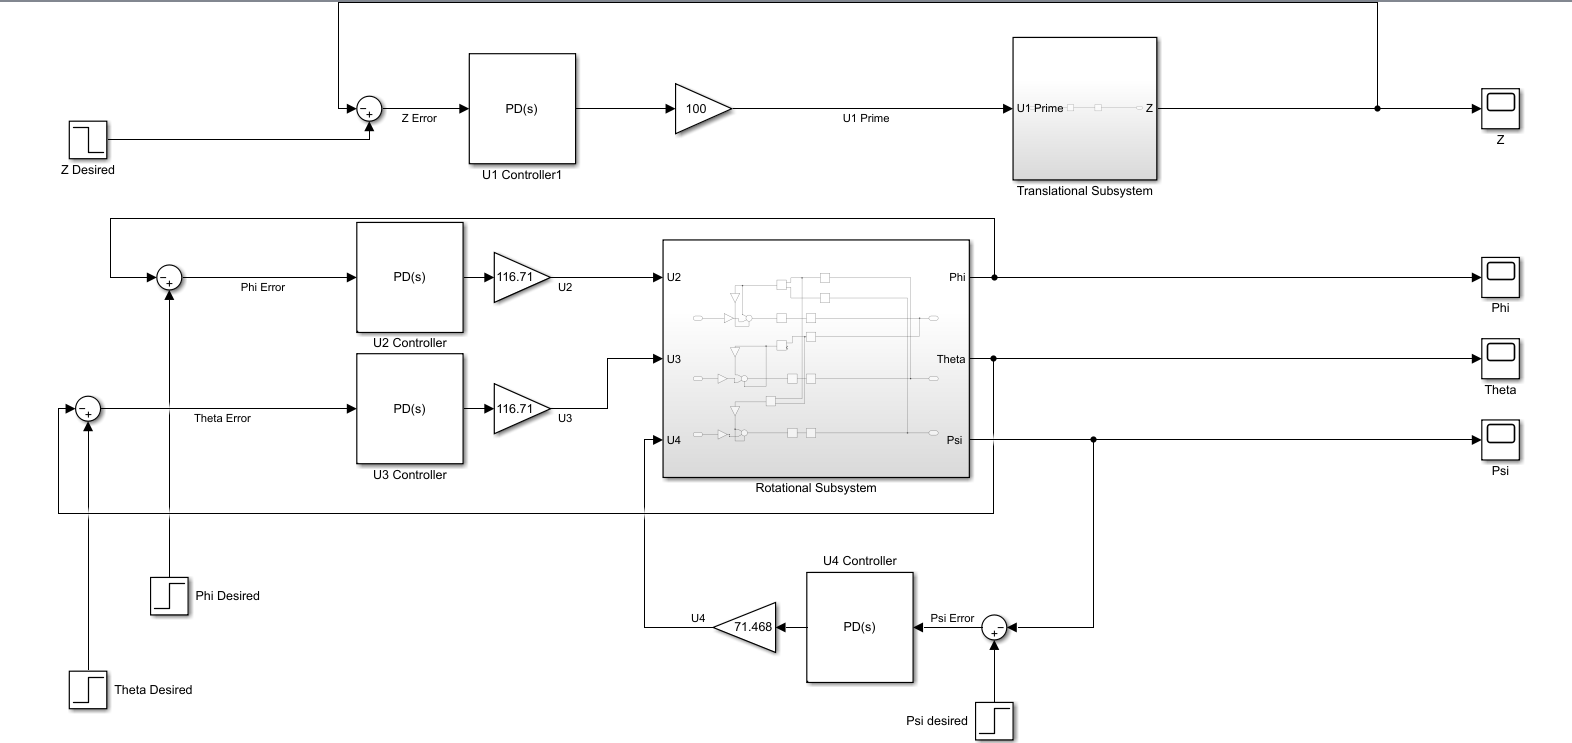 Z Desired
-
+
Z Error
PD(s)
U1 Controller1
100
U1 Prime
U1 Prime
Z
Translational Subsystem
Z
-
+
Phi Error
PD(s)
U2 Controller
116.71
U2
U2
Phi
Phi
-
+
Theta Error
PD(s)
U3 Controller
116.71
U3
U3
Theta
Theta
U4
Psi
Psi
Rotational Subsystem
U4 Controller
PD(s)
71.468
U4
Psi Error
-
+
Phi Desired
Theta Desired
Psi desired